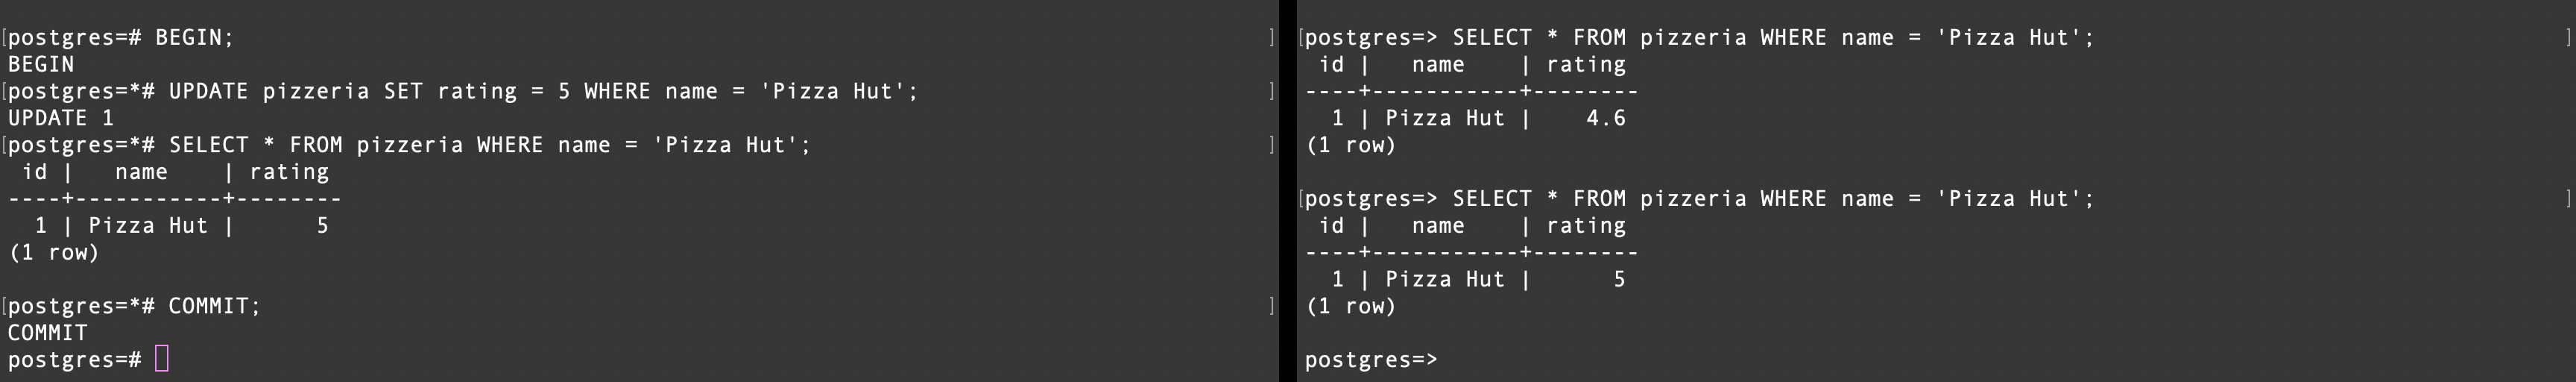 [postgres=# BEGIN; ]
BEGIN
[postgres=*# UPDATE pizzeria SET rating = 5 WHERE name = 'Pizza Hut'; ]
UPDATE 1
[postgres=*# SELECT * FROM pizzeria WHERE name = 'Pizza Hut'; ]
 id |   name    | rating
----+-----------+--------
  1 | Pizza Hut |      5
(1 row)
[postgres=*# COMMIT; ]
COMMIT
postgres=#
[postgres=> SELECT * FROM pizzeria WHERE name = 'Pizza Hut'; ]
 id |   name    | rating
----+-----------+--------
  1 | Pizza Hut |    4.6
(1 row)
[postgres=> SELECT * FROM pizzeria WHERE name = 'Pizza Hut'; ]
 id |   name    | rating
----+-----------+--------
  1 | Pizza Hut |      5
(1 row)
postgres=>